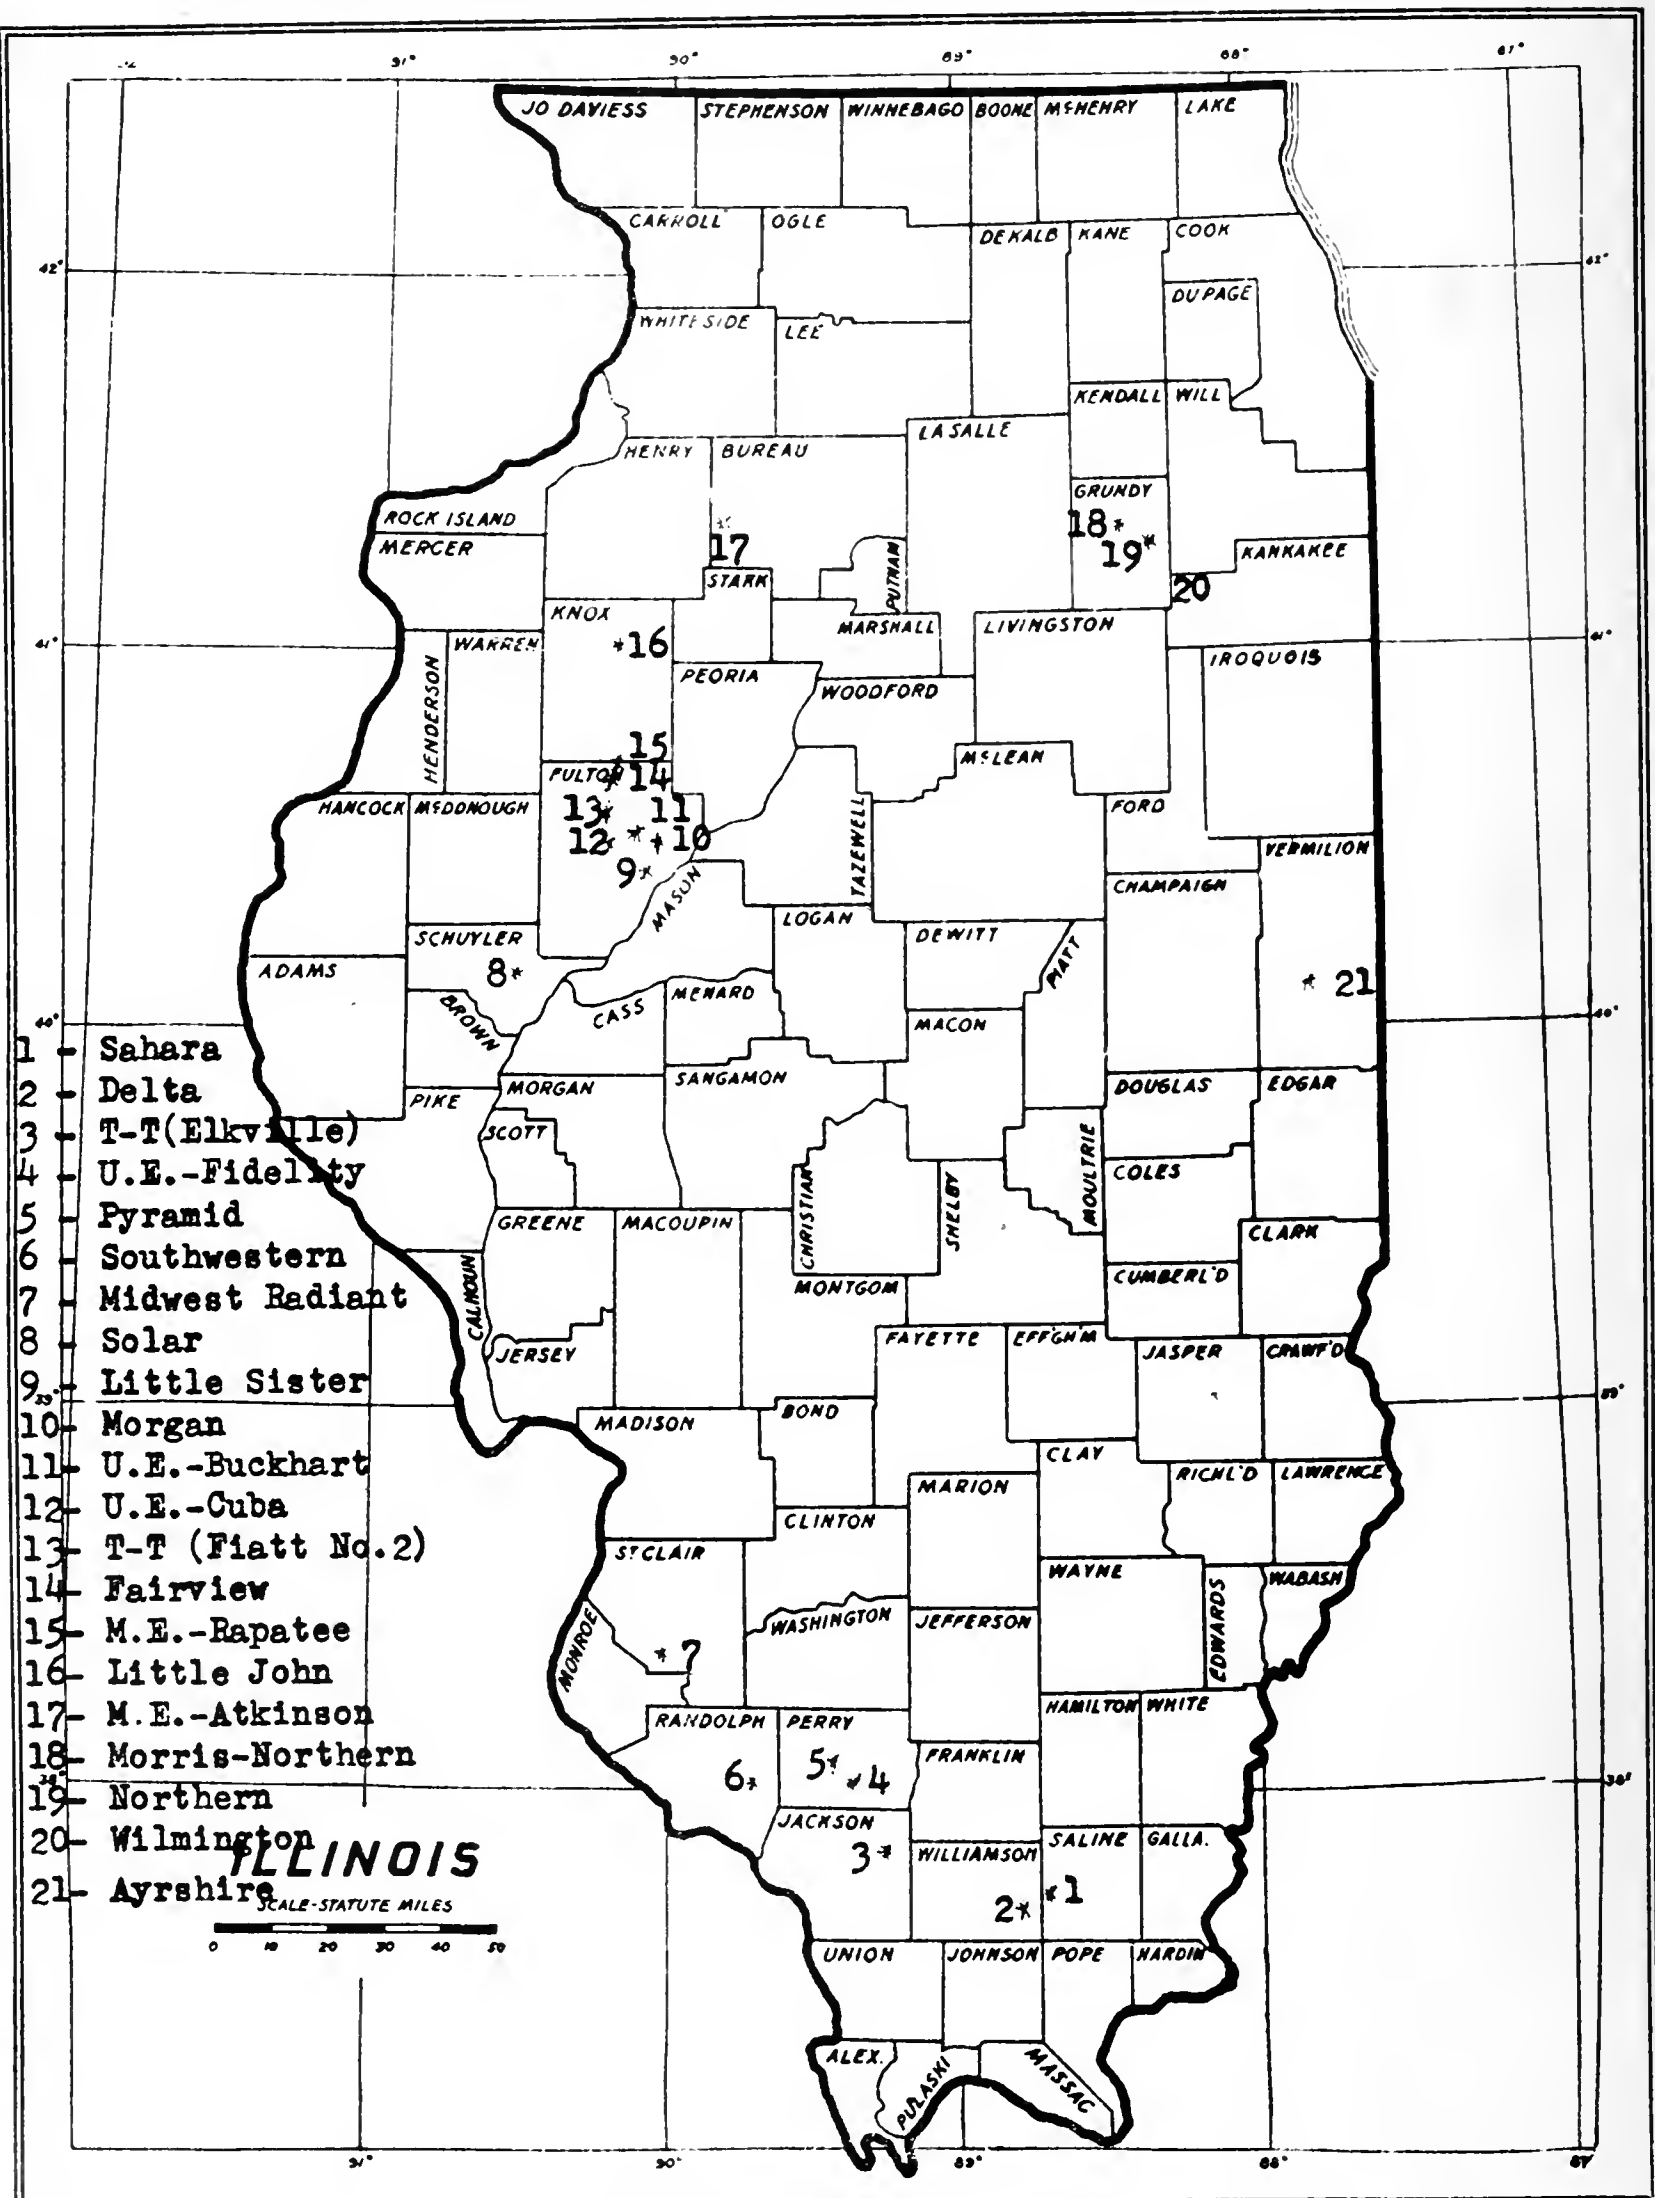 91° 90° 89° 88° 87°
JO DAVIESS STEPHENSON WINNEBAGO BOONE McHENRY LAKE
CARROLL OGLE DEKALB KANE COOK
42° 42°
DU PAGE
WHITESIDE LEE
KENDALL WILL
LA SALLE
HENRY BUREAU
GRUNDY
ROCK ISLAND 18*
MERCER 17 19* KANKAKEE
PUTNAM
STARK 20
KNOX
MARSHALL LIVINGSTON
41° WARREN *16 41°
IROQUOIS
HENDERSON PEORIA WOODFORD
15
McLEAN
FULTON * 14
HANCOCK McDONOUGH 13* 11 FORD
12* * * 10
TAZEWELL VERMILION
9*
MASON CHAMPAIGN
LOGAN
SCHUYLER DEWITT
PIATT
ADAMS 8*
* 21
MENARD
BROWN CASS
40° MACON 40°
1 - Sahara
SANGAMON
2 - Delta PIKE MORGAN DOUGLAS EDGAR
3 - T-T(Elkville) SCOTT
4 - U.E.-Fidelity CHRISTIAN SHELBY MOULTRIE COLES
5 - Pyramid GREENE MACOUPIN
6 - Southwestern CLARK
7 - Midwest Radiant CALHOUN MONTGOM CUMBERL'D
8 - Solar JERSEY FAYETTE EFF'GH'M JASPER CRAWF'D
9 - Little Sister
39° 39°
10- Morgan MADISON BOND
11- U.E.-Buckhart CLAY RICHL'D LAWRENCE
12- U.E.-Cuba MARION
CLINTON
13- T-T (Fiatt No.2) ST CLAIR
14- Fairview WAYNE EDWARDS WABASH
15- M.E.-Rapatee MONROE WASHINGTON JEFFERSON
16- Little John * 7
17- M.E.-Atkinson RANDOLPH PERRY HAMILTON WHITE
18- Morris-Northern 6* 5* *4 FRANKLIN
38° 38°
19- Northern
JACKSON
20- Wilmington 3* WILLIAMSON SALINE GALLA.
ILLINOIS
21- Ayrshire 2* *1
SCALE-STATUTE MILES
0 10 20 30 40 50
UNION JOHNSON POPE HARDIN
ALEX. PULASKI MASSAC
91° 90° 89° 88° 87